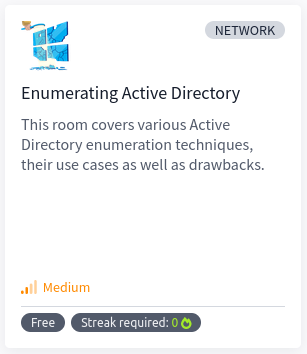 NETWORK
Enumerating Active Directory
This room covers various Active
Directory enumeration techniques,
their use cases as well as drawbacks.
Medium
Free
Streak required: 0